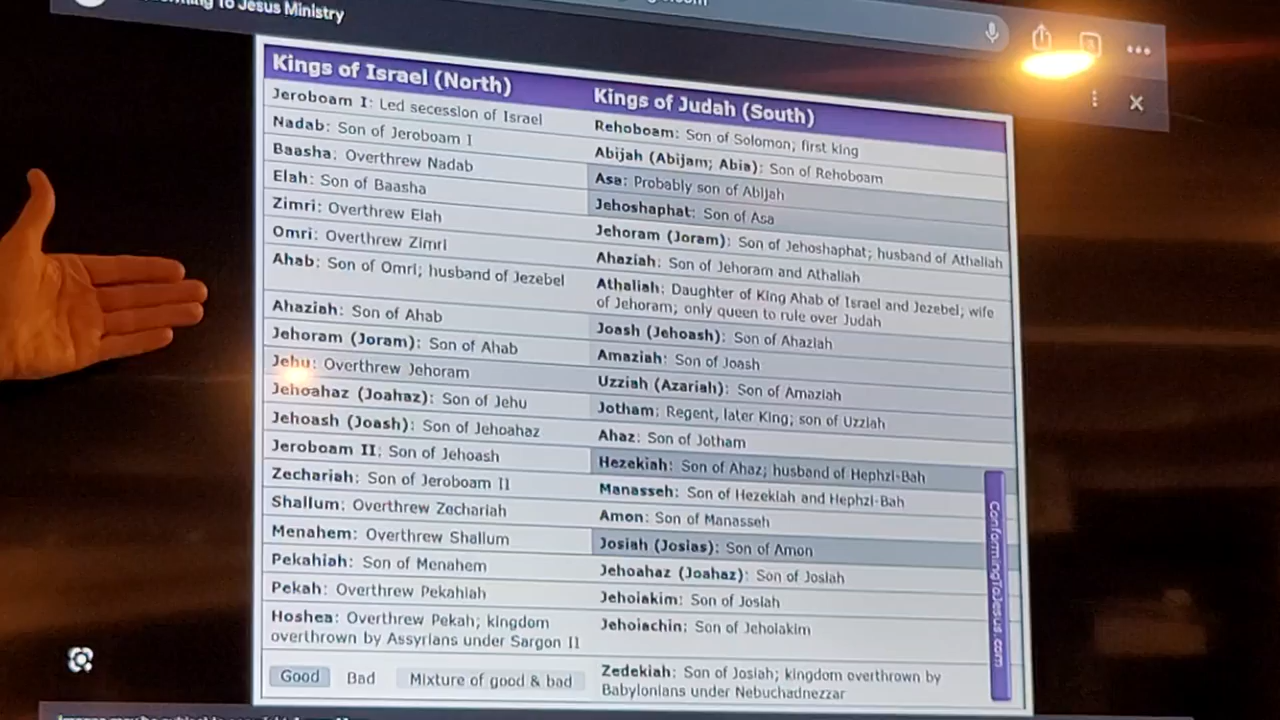 To Jesus Ministry
Kings of Israel (North)
Jeroboam I: Led secession of Israel
Nadab: Son of Jeroboam I
Baasha: Overthrew Nadab
Elah: Son of Baasha
Zimri: Overthrew Elah
Omri: Overthrew Zimri
Ahab: Son of Omri; husband of Jezebel
Ahaziah: Son of Ahab
Jehoram (Joram): Son of Ahab
Jehu: Overthrew Jehoram
Jehoahaz (Joahaz): Son of Jehu
Jehoash (Joash): Son of Jehoahaz
Jeroboam II: Son of Jehoash
Zechariah: Son of Jeroboam II
Shallum: Overthrew Zechariah
Menahem: Overthrew Shallum
Pekahiah: Son of Menahem
Pekah: Overthrew Pekahiah
Hoshea: Overthrew Pekah; kingdom
overthrown by Assyrians under Sargon II
Good Bad Mixture of good & bad
Kings of Judah (South)
Rehoboam: Son of Solomon; first king
Abijah (Abijam; Abia): Son of Rehoboam
Asa: Probably son of Abijah
Jehoshaphat: Son of Asa
Jehoram (Joram): Son of Jehoshaphat; husband of Athaliah
Ahaziah: Son of Jehoram and Athaliah
Athaliah: Daughter of King Ahab of Israel and Jezebel; wife
of Jehoram; only queen to rule over Judah
Joash (Jehoash): Son of Ahaziah
Amaziah: Son of Joash
Uzziah (Azariah): Son of Amaziah
Jotham: Regent, later King; son of Uzziah
Ahaz: Son of Jotham
Hezekiah: Son of Ahaz; husband of Hephzi-Bah
Manasseh: Son of Hezekiah and Hephzi-Bah
Amon: Son of Manasseh
Josiah (Josias): Son of Amon
Jehoahaz (Joahaz): Son of Josiah
Jehoiakim: Son of Josiah
Jehoiachin: Son of Jehoiakim
Zedekiah: Son of Josiah; kingdom overthrown by
Babylonians under Nebuchadnezzar
ConformingToJesus.com